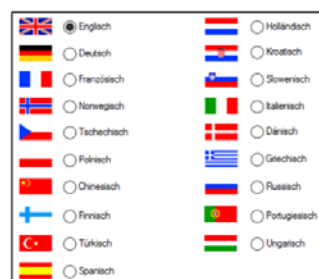 Englisch
Deutsch
Französisch
Norwegisch
Tschechisch
Polnisch
Chinesisch
Finnisch
Türkisch
Spanisch
Holländisch
Kroatisch
Slowenisch
Italienisch
Dänisch
Griechisch
Russisch
Portugiesisch
Ungarisch